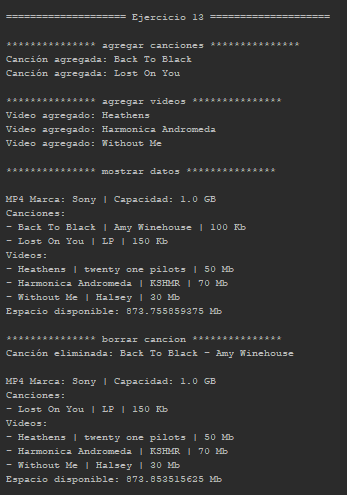 ==================== Ejercicio 13 ====================
*************** agregar canciones ***************
Canción agregada: Back To Black
Canción agregada: Lost On You
*************** agregar videos ***************
Video agregado: Heathens
Video agregado: Harmonica Andromeda
Video agregado: Without Me
*************** mostrar datos ***************
MP4 Marca: Sony | Capacidad: 1.0 GB
Canciones:
- Back To Black | Amy Winehouse | 100 Kb
- Lost On You | LP | 150 Kb
Videos:
- Heathens | twenty one pilots | 50 Mb
- Harmonica Andromeda | KSHMR | 70 Mb
- Without Me | Halsey | 30 Mb
Espacio disponible: 873.755859375 Mb
*************** borrar cancion ***************
Canción eliminada: Back To Black - Amy Winehouse
MP4 Marca: Sony | Capacidad: 1.0 GB
Canciones:
- Lost On You | LP | 150 Kb
Videos:
- Heathens | twenty one pilots | 50 Mb
- Harmonica Andromeda | KSHMR | 70 Mb
- Without Me | Halsey | 30 Mb
Espacio disponible: 873.853515625 Mb